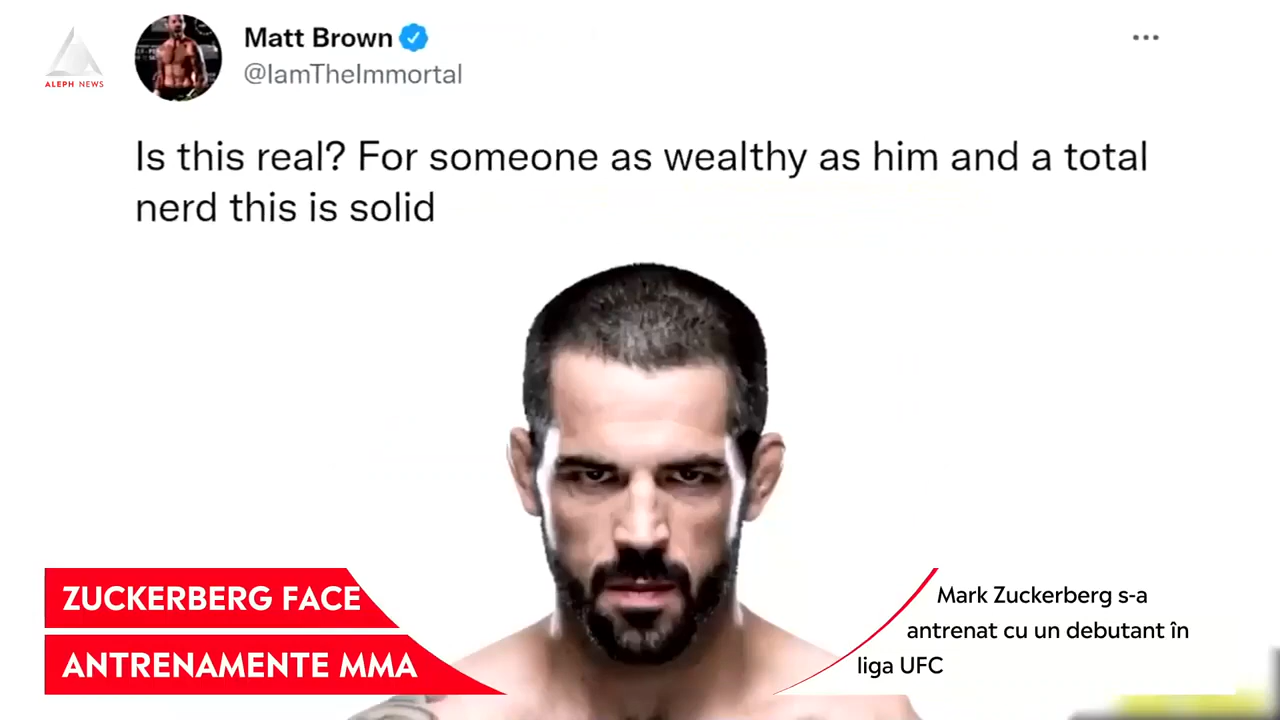 ALEPH NEWS
Matt Brown
@IamTheImmortal
Is this real? For someone as wealthy as him and a total
nerd this is solid
ZUCKERBERG FACE
ANTRENAMENTE MMA
Mark Zuckerberg s-a
antrenat cu un debutant în
liga UFC